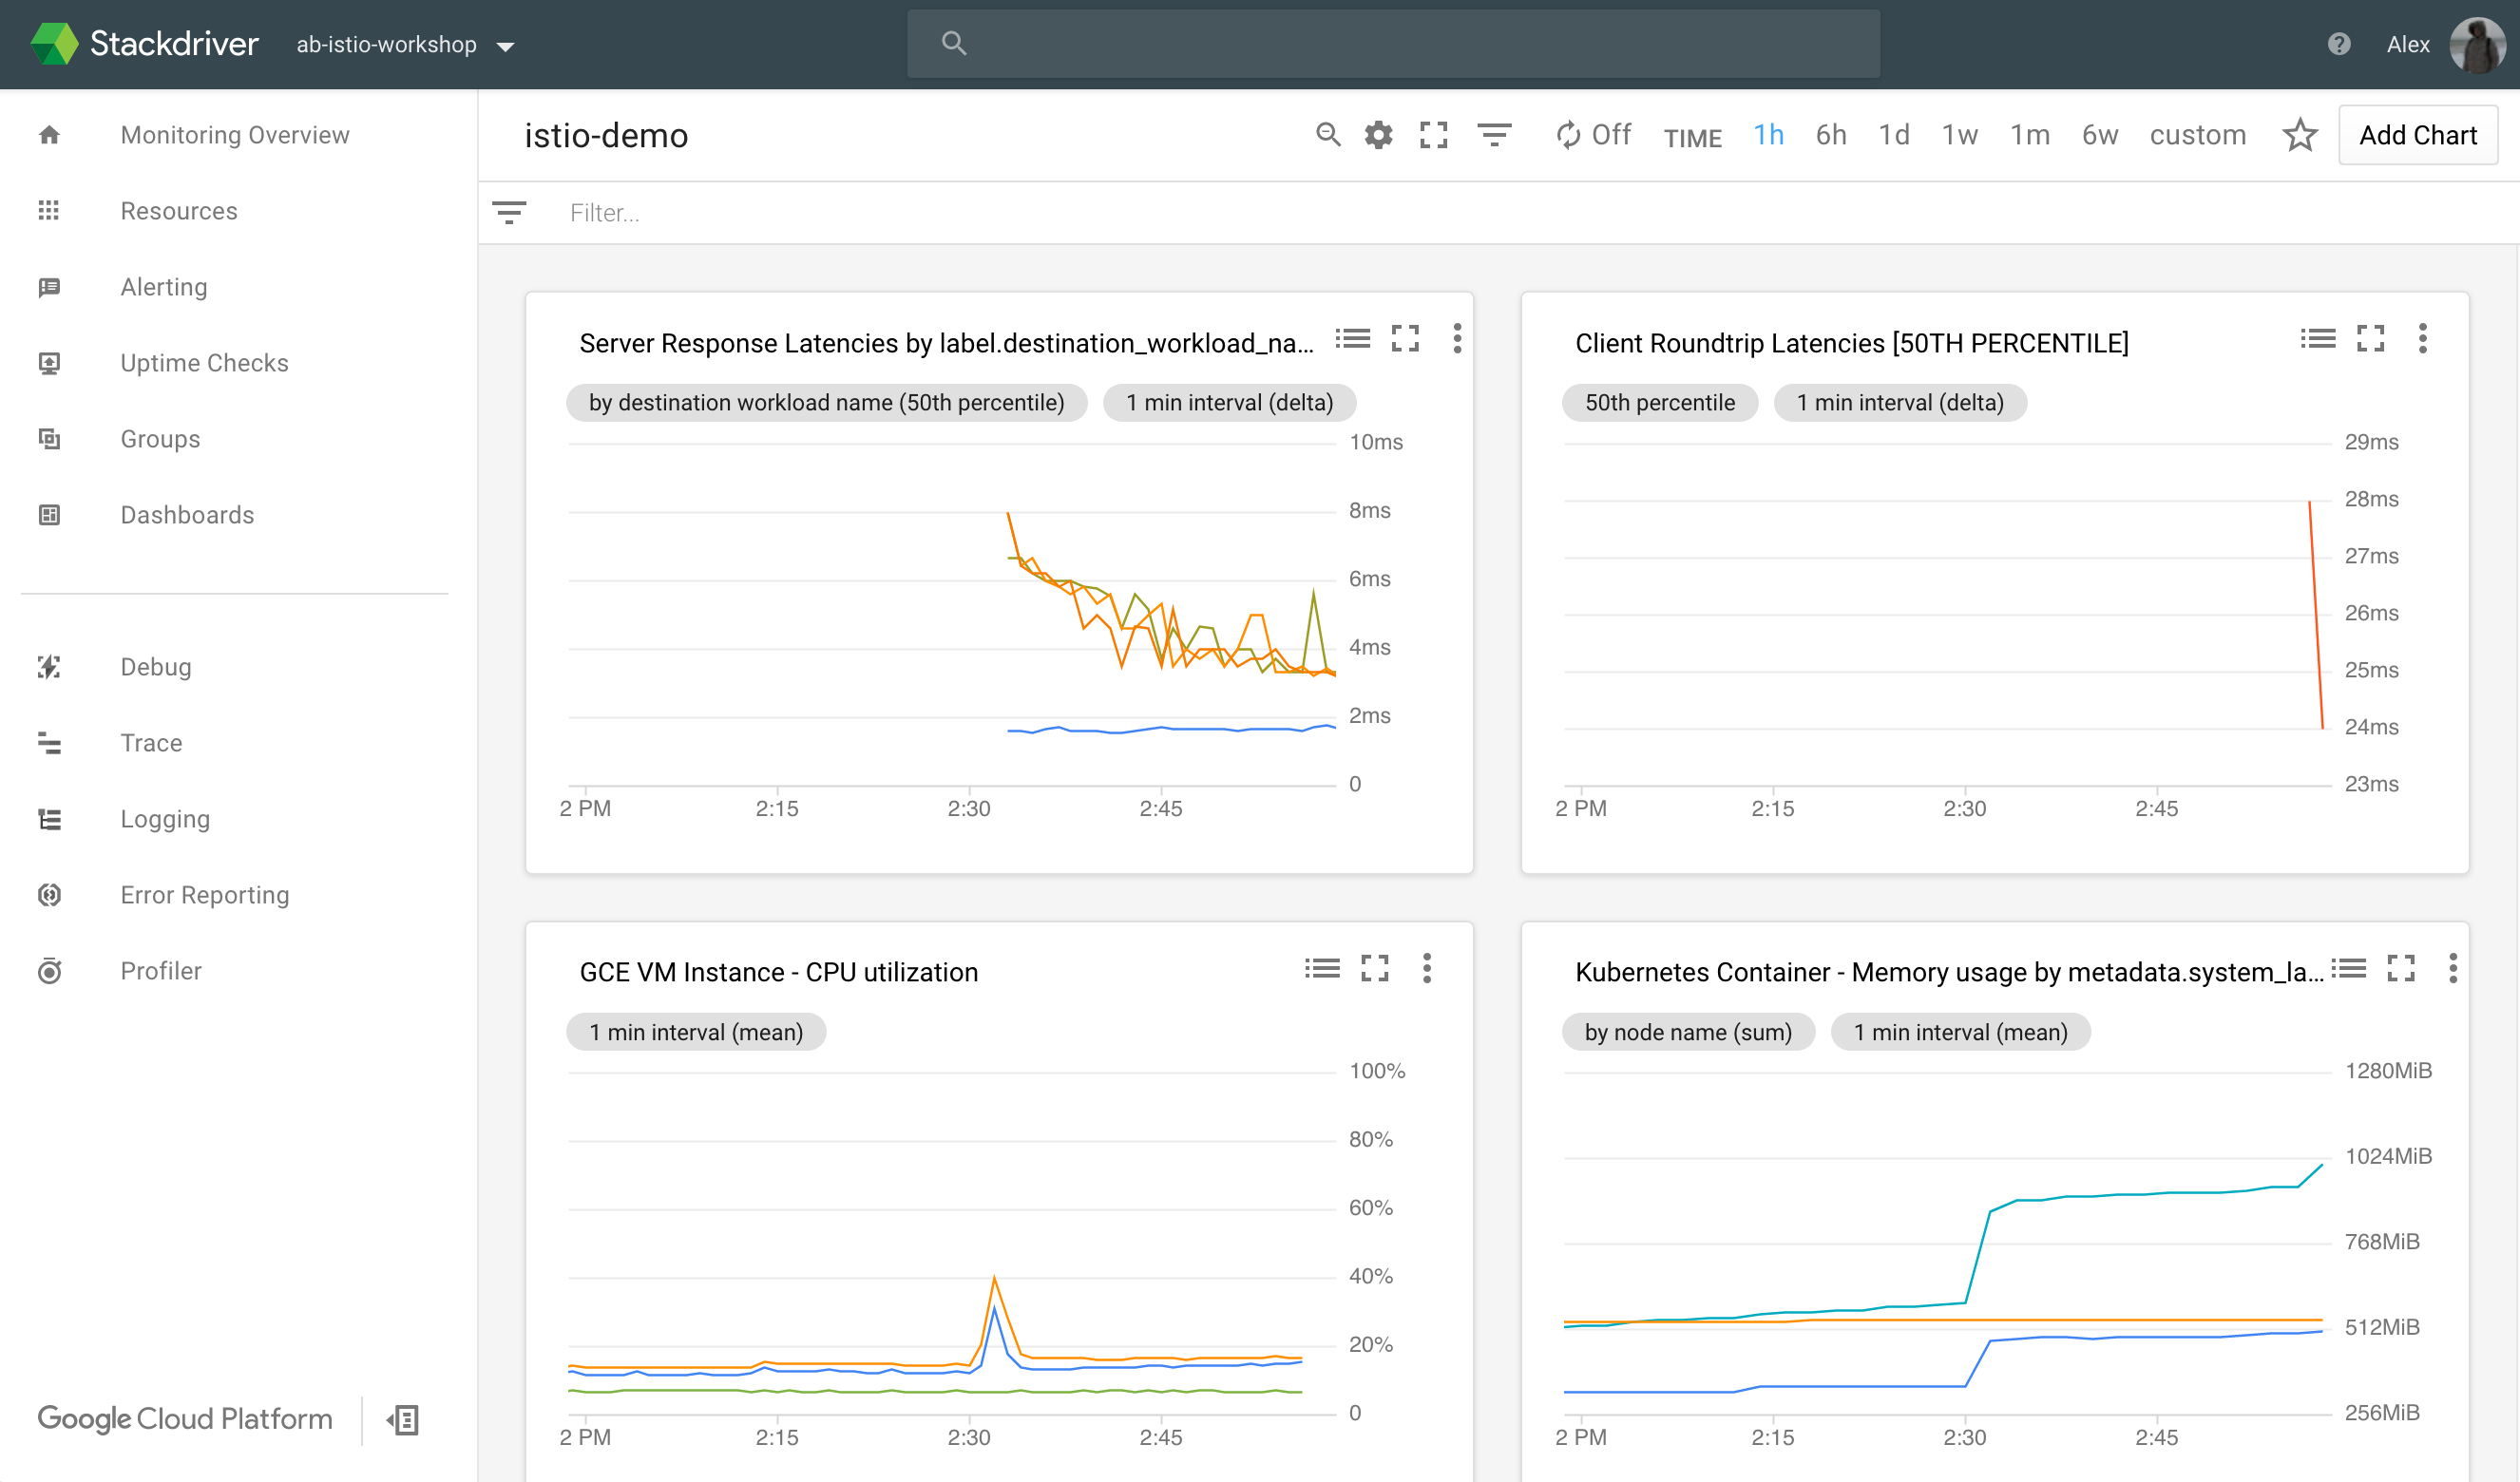 Stackdriver
ab-istio-workshop
Alex
Monitoring Overview
Resources
Alerting
Uptime Checks
Groups
Dashboards
Debug
Trace
Logging
Error Reporting
Profiler
Google Cloud Platform
istio-demo
Off
TIME
1h
6h
1d
1w
1m
6w
custom
Add Chart
Filter...
Server Response Latencies by label.destination_workload_na...
by destination workload name (50th percentile)
1 min interval (delta)
10ms
8ms
6ms
4ms
2ms
0
2 PM
2:15
2:30
2:45
Client Roundtrip Latencies [50TH PERCENTILE]
50th percentile
1 min interval (delta)
29ms
28ms
27ms
26ms
25ms
24ms
23ms
2 PM
2:15
2:30
2:45
GCE VM Instance - CPU utilization
1 min interval (mean)
100%
80%
60%
40%
20%
0
2 PM
2:15
2:30
2:45
Kubernetes Container - Memory usage by metadata.system_la...
by node name (sum)
1 min interval (mean)
1280MiB
1024MiB
768MiB
512MiB
256MiB
2 PM
2:15
2:30
2:45